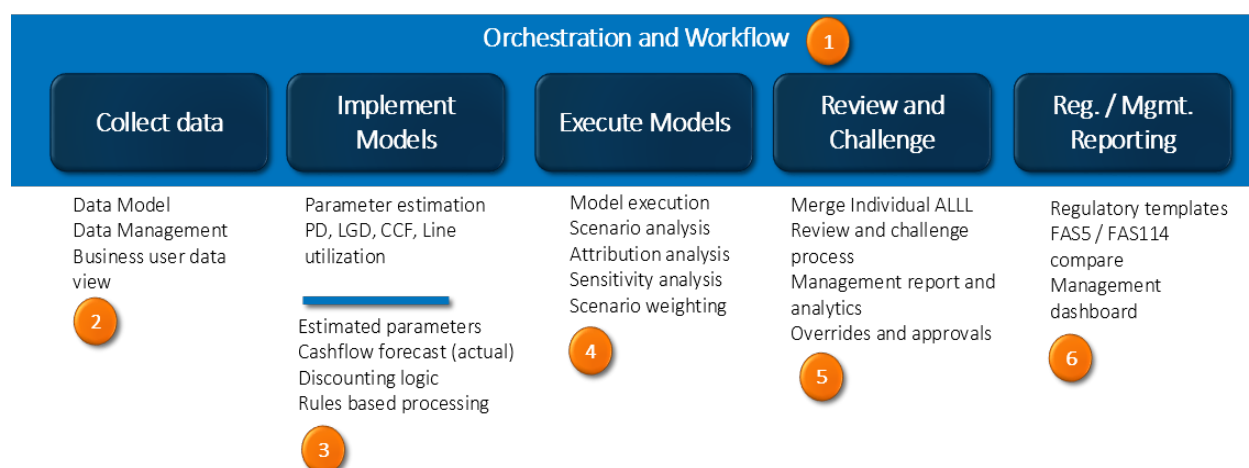 Orchestration and Workflow 1
Collect data
Implement
Models
Execute Models
Review and
Challenge
Reg. / Mgmt.
Reporting
Data Model
Data Management
Business user data
view
2
Parameter estimation
PD, LGD, CCF, Line
utilization
Estimated parameters
Cashflow forecast (actual)
Discounting logic
Rules based processing
3
Model execution
Scenario analysis
Attribution analysis
Sensitivity analysis
Scenario weighting
4
Merge Individual ALLL
Review and challenge
process
Management report and
analytics
Overrides and approvals
5
Regulatory templates
FAS5 / FAS114
compare
Management
dashboard
6